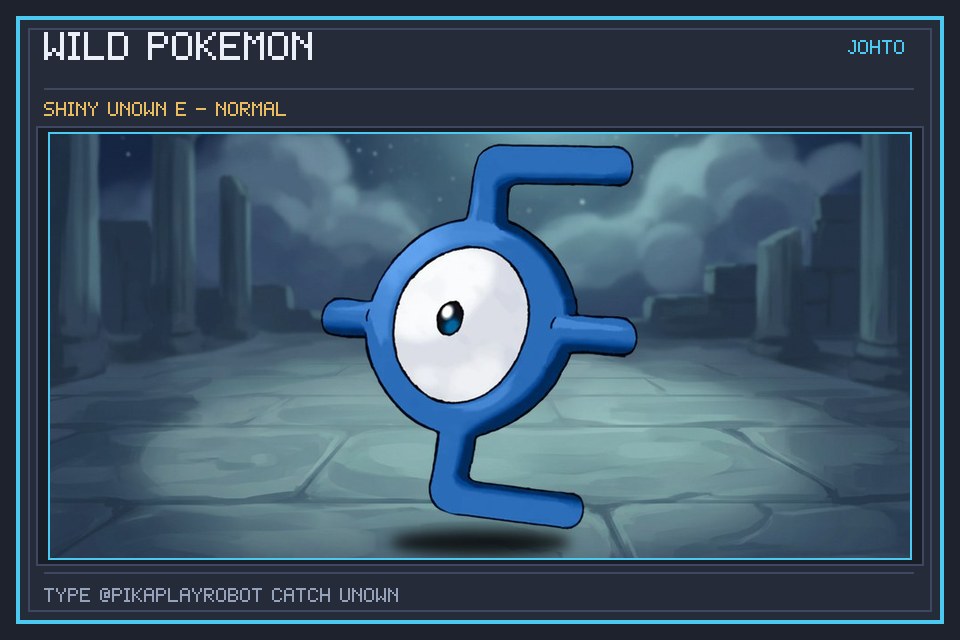 WILD POKEMON
JOHTO
SHINY UNOWN E - NORMAL
TYPE @PIKAPLAYROBOT CATCH UNOWN